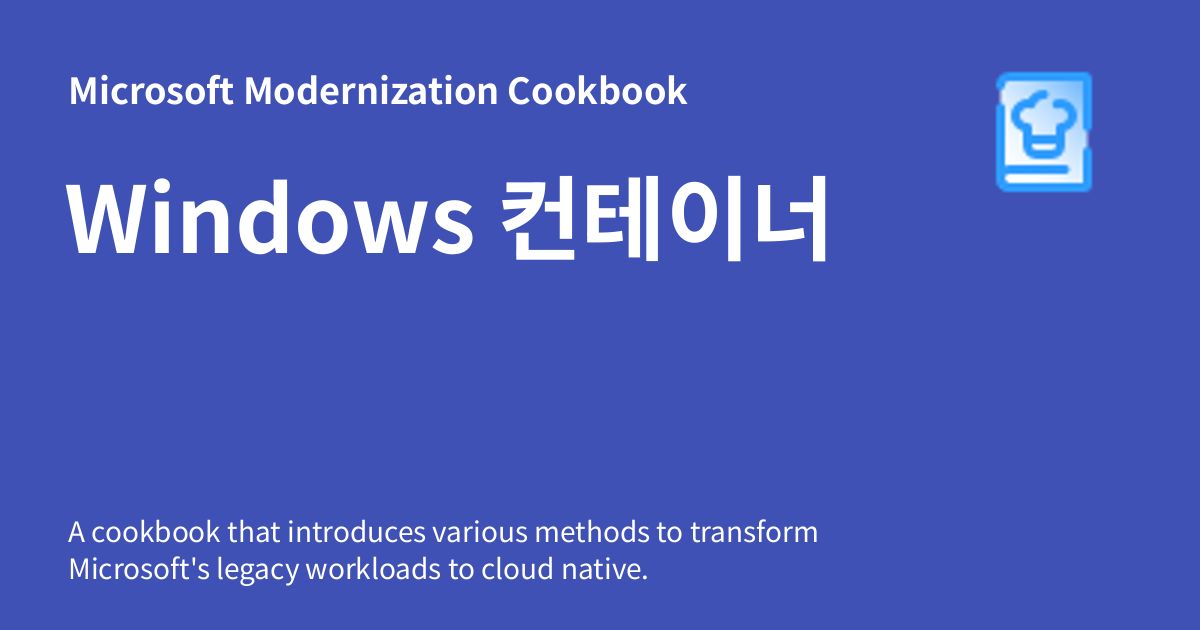 Microsoft Modernization Cookbook
Windows 컨테이너
A cookbook that introduces various methods to transform
Microsoft's legacy workloads to cloud native.